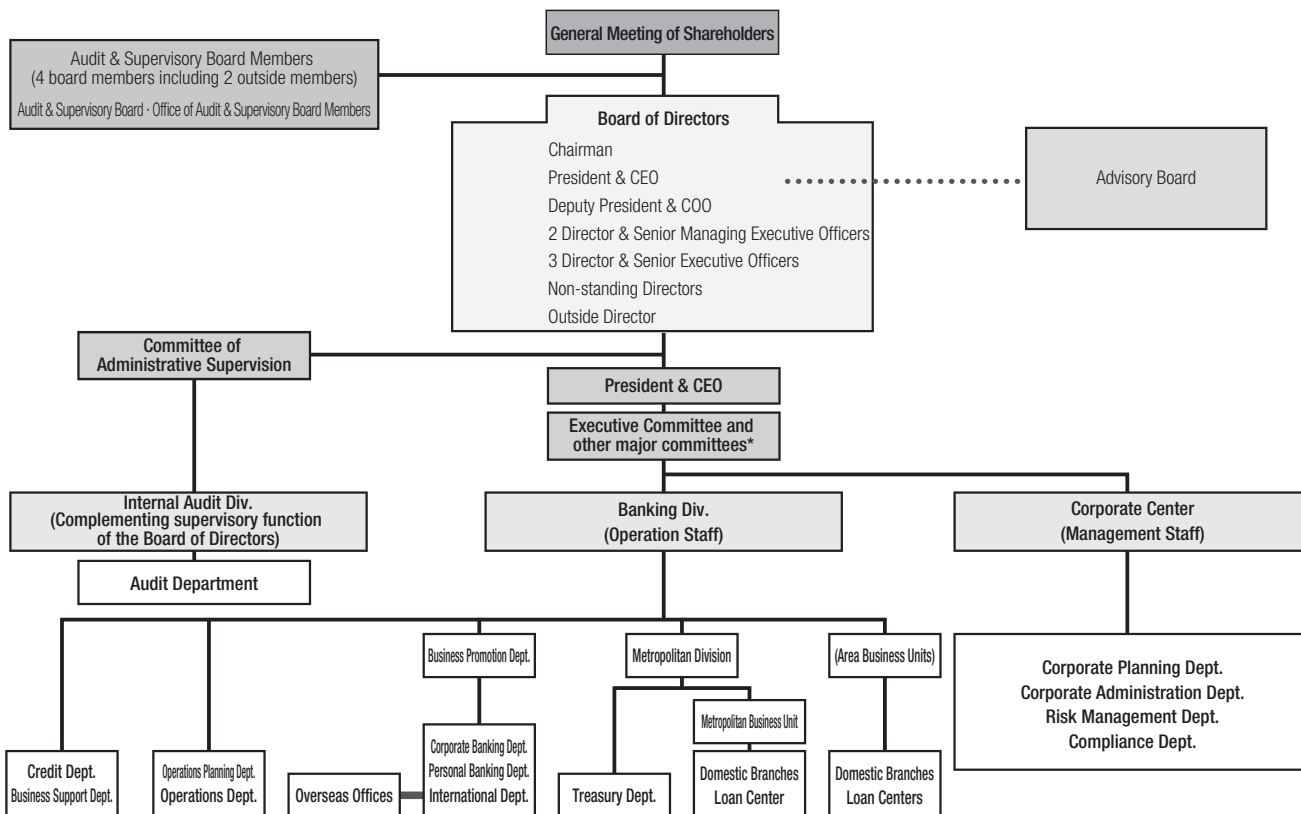 General Meeting of Shareholders
Audit & Supervisory Board Members
(4 board members including 2 outside members)
Audit & Supervisory Board · Office of Audit & Supervisory Board Members
Board of Directors
Chairman
President & CEO
Deputy President & COO
2 Director & Senior Managing Executive Officers
3 Director & Senior Executive Officers
Non-standing Directors
Outside Director
Advisory Board
Committee of
Administrative Supervision
President & CEO
Executive Committee and
other major committees*
Internal Audit Div.
(Complementing supervisory function
of the Board of Directors)
Audit Department
Banking Div.
(Operation Staff)
Corporate Center
(Management Staff)
Business Promotion Dept.
Metropolitan Division
(Area Business Units)
Metropolitan Business Unit
Credit Dept.
Business Support Dept.
Operations Planning Dept.
Operations Dept.
Overseas Offices
Corporate Banking Dept.
Personal Banking Dept.
International Dept.
Treasury Dept.
Domestic Branches
Loan Center
Domestic Branches
Loan Centers
Corporate Planning Dept.
Corporate Administration Dept.
Risk Management Dept.
Compliance Dept.